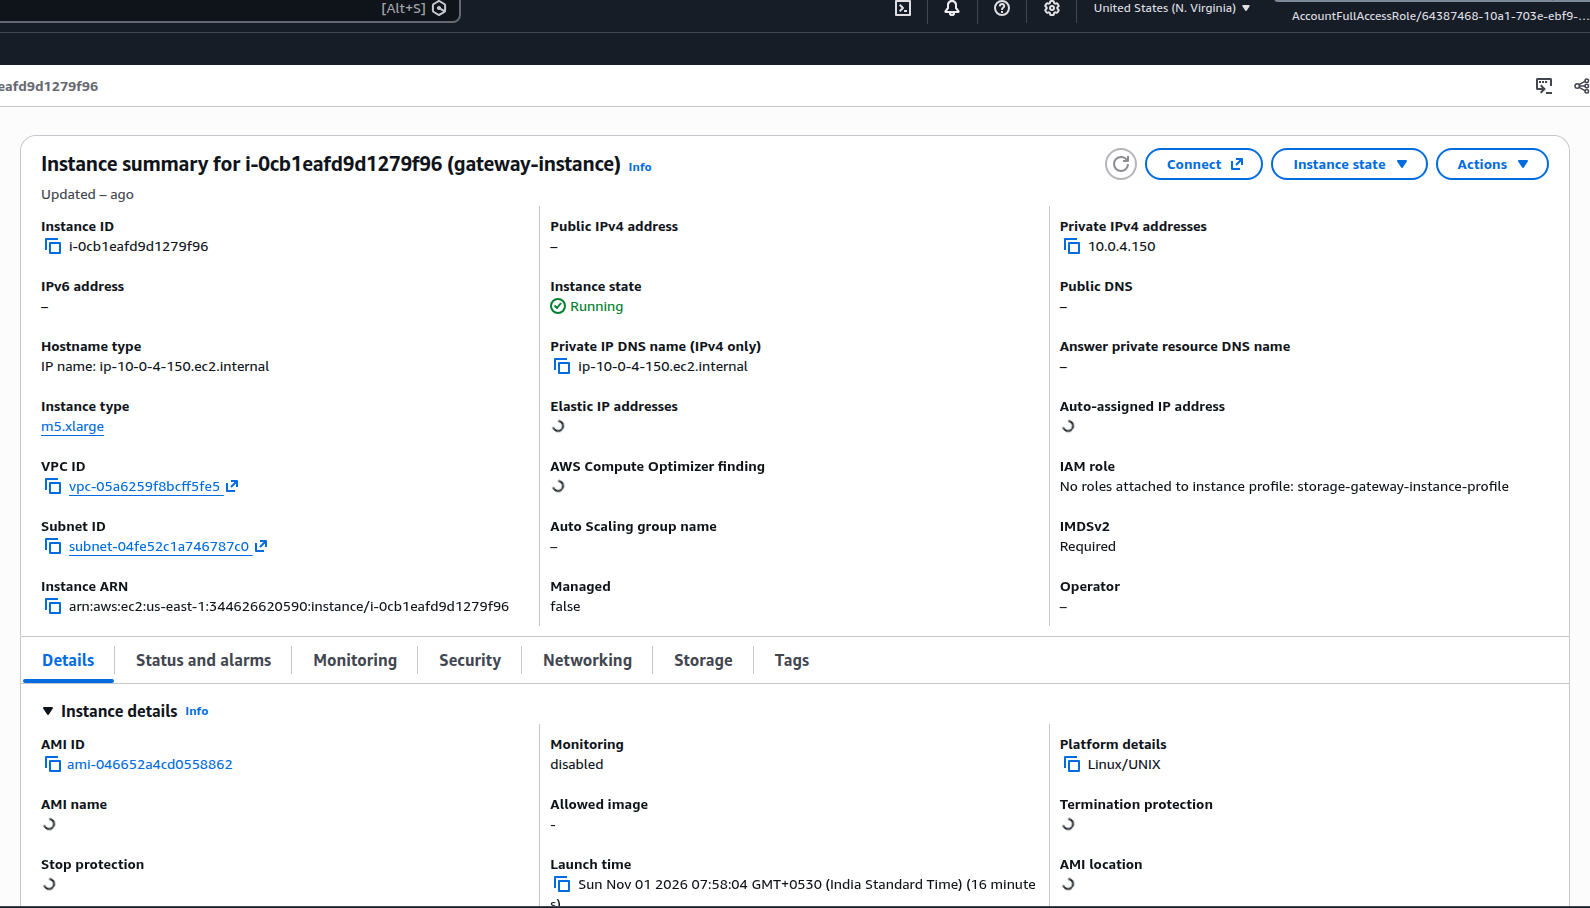 [Alt+S]
United States (N. Virginia)
AccountFullAccessRole/64387468-10a1-703e-ebf9-...
eafd9d1279f96
Instance summary for i-0cb1eafd9d1279f96 (gateway-instance) Info
Connect
Instance state
Actions
Updated – ago
Instance ID
i-0cb1eafd9d1279f96
Public IPv4 address
–
Private IPv4 addresses
10.0.4.150
IPv6 address
–
Instance state
Running
Public DNS
–
Hostname type
IP name: ip-10-0-4-150.ec2.internal
Private IP DNS name (IPv4 only)
ip-10-0-4-150.ec2.internal
Answer private resource DNS name
–
Instance type
m5.xlarge
Elastic IP addresses
Auto-assigned IP address
VPC ID
vpc-05a6259f8bcff5fe5
AWS Compute Optimizer finding
IAM role
No roles attached to instance profile: storage-gateway-instance-profile
Subnet ID
subnet-04fe52c1a746787c0
Auto Scaling group name
–
IMDSv2
Required
Instance ARN
arn:aws:ec2:us-east-1:344626620590:instance/i-0cb1eafd9d1279f96
Managed
false
Operator
–
Details
Status and alarms
Monitoring
Security
Networking
Storage
Tags
Instance details Info
AMI ID
ami-046652a4cd0558862
Monitoring
disabled
Platform details
Linux/UNIX
AMI name
Allowed image
-
Termination protection
Stop protection
Launch time
Sun Nov 01 2026 07:58:04 GMT+0530 (India Standard Time) (16 minute
s)
AMI location